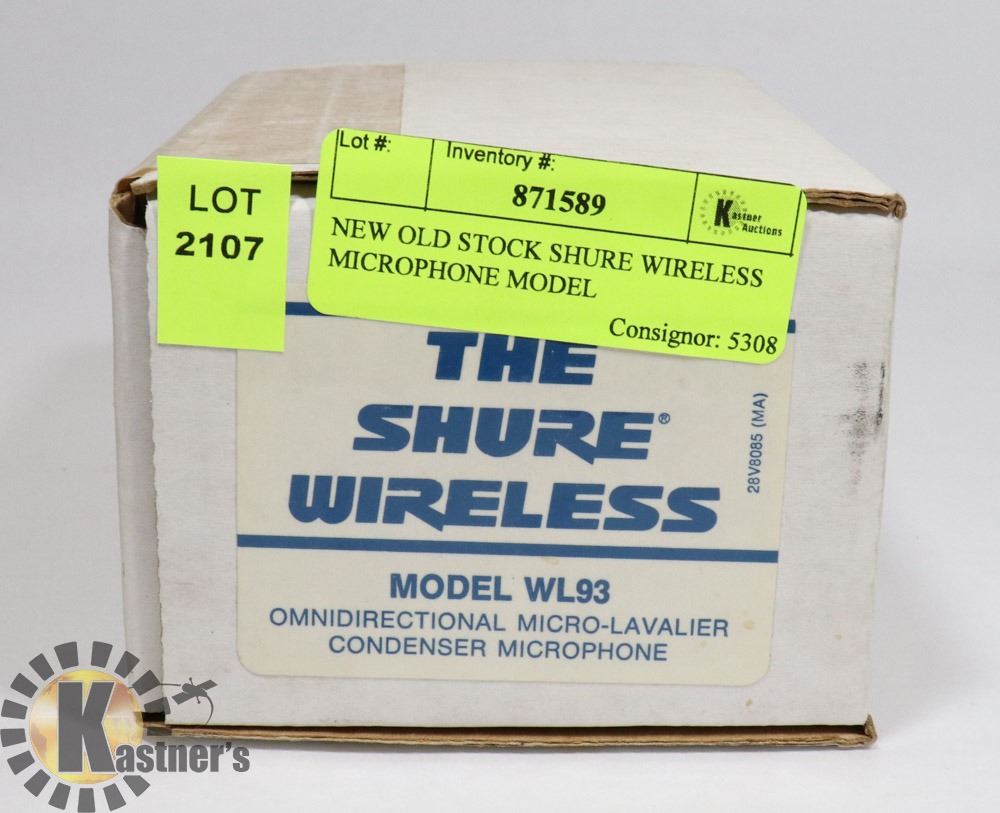 LOT
2107
Lot #:
Inventory #:
871589
Kastner
Auctions
NEW OLD STOCK SHURE WIRELESS
MICROPHONE MODEL
Consignor: 5308
THE
SHURE®
WIRELESS
28V8085 (MA)
MODEL WL93
OMNIDIRECTIONAL MICRO-LAVALIER
CONDENSER MICROPHONE
Kastner's